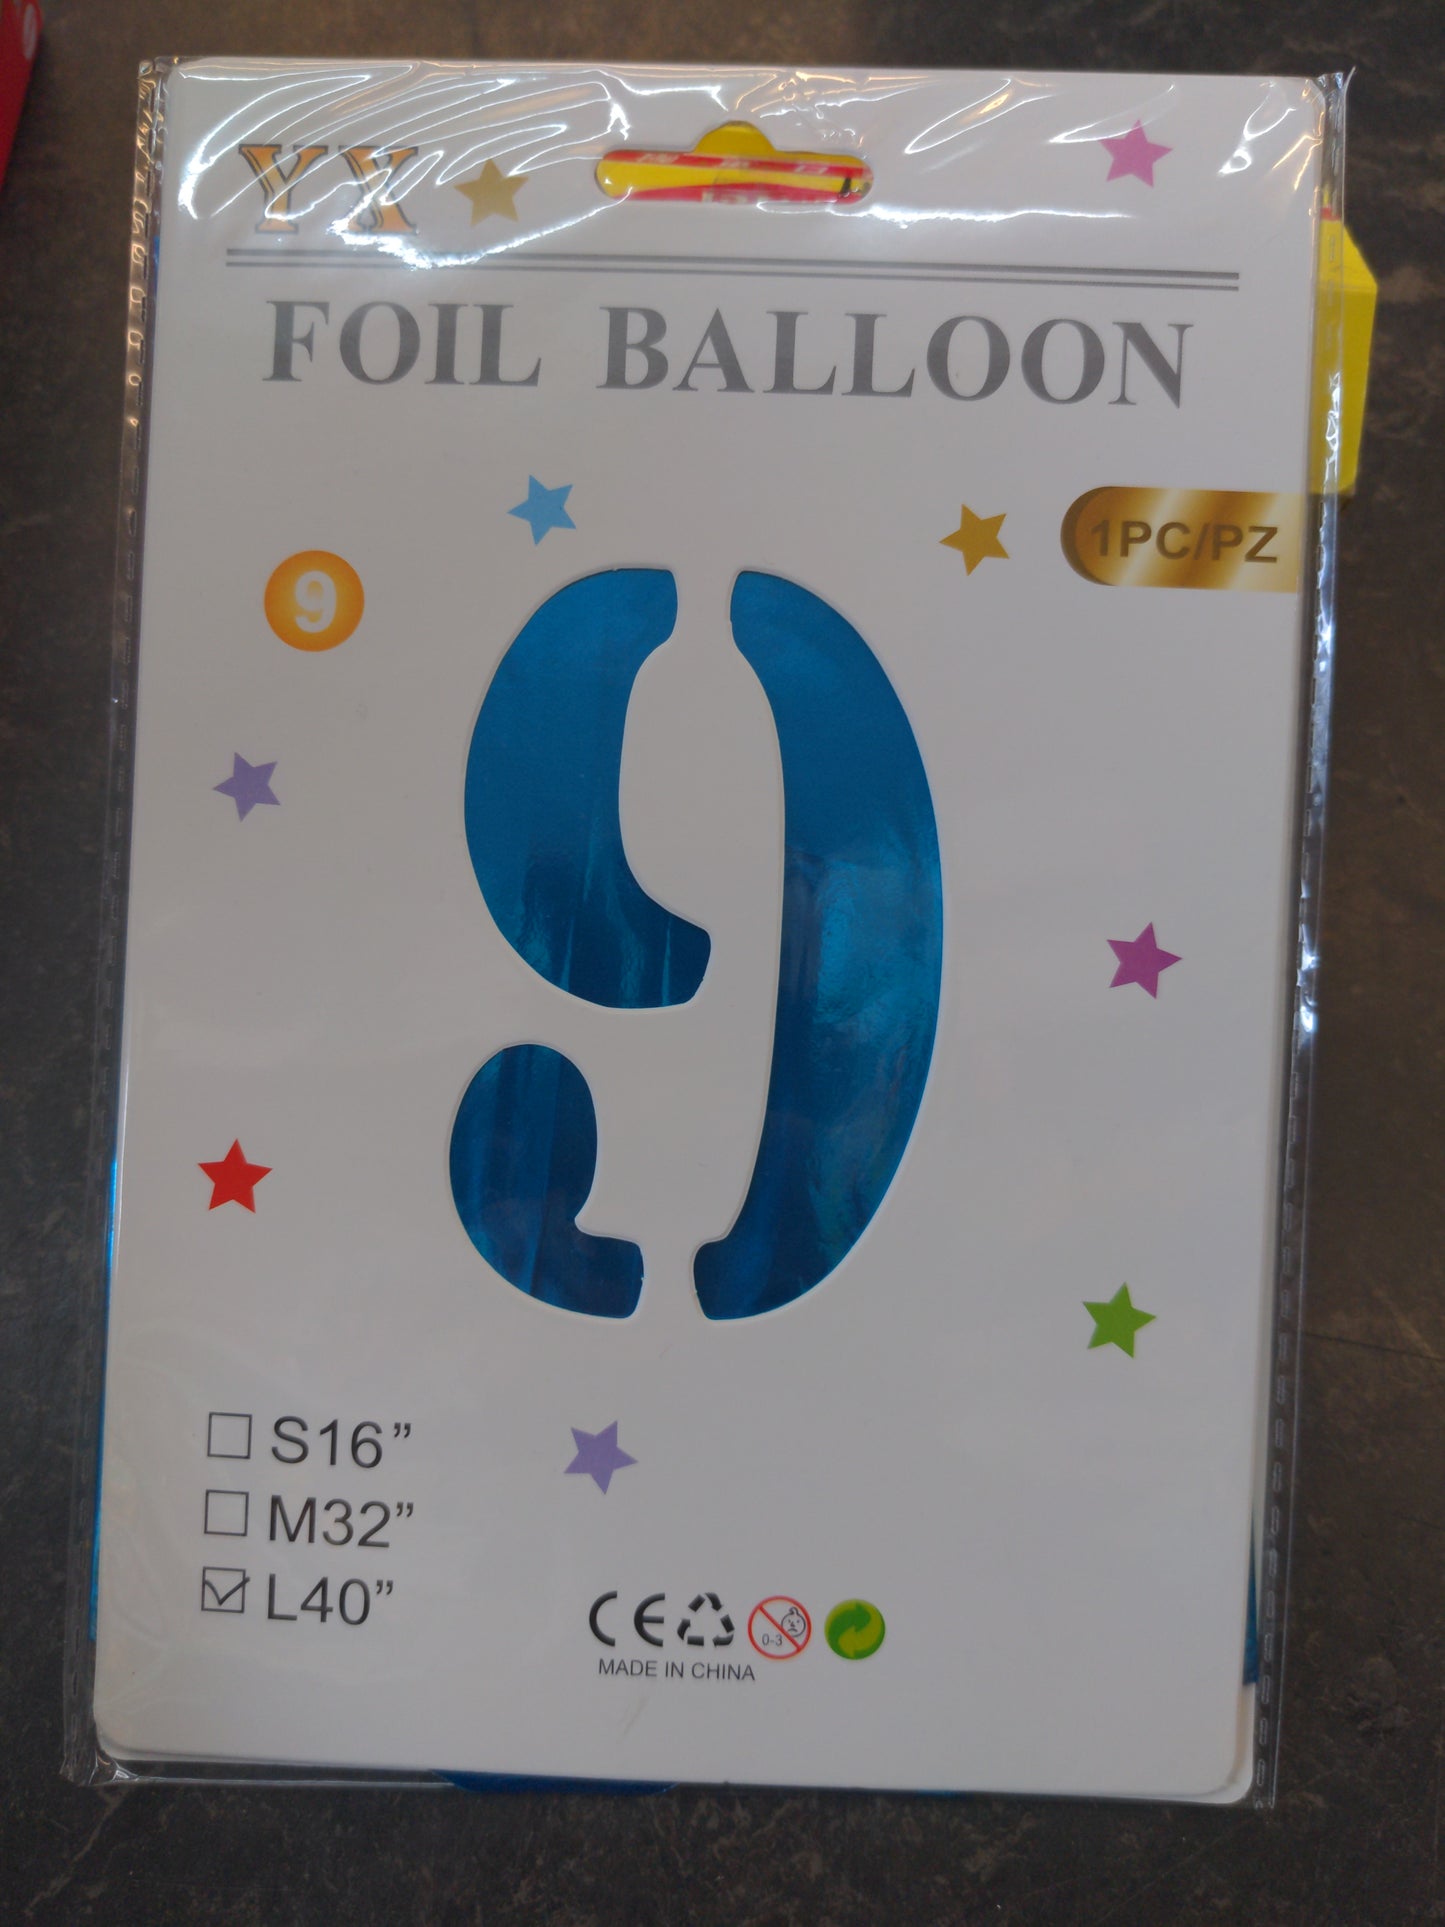 YX
FOIL BALLOON
1PC/PZ
9
9
S16”
M32”
L40”
CE
0-3
MADE IN CHINA